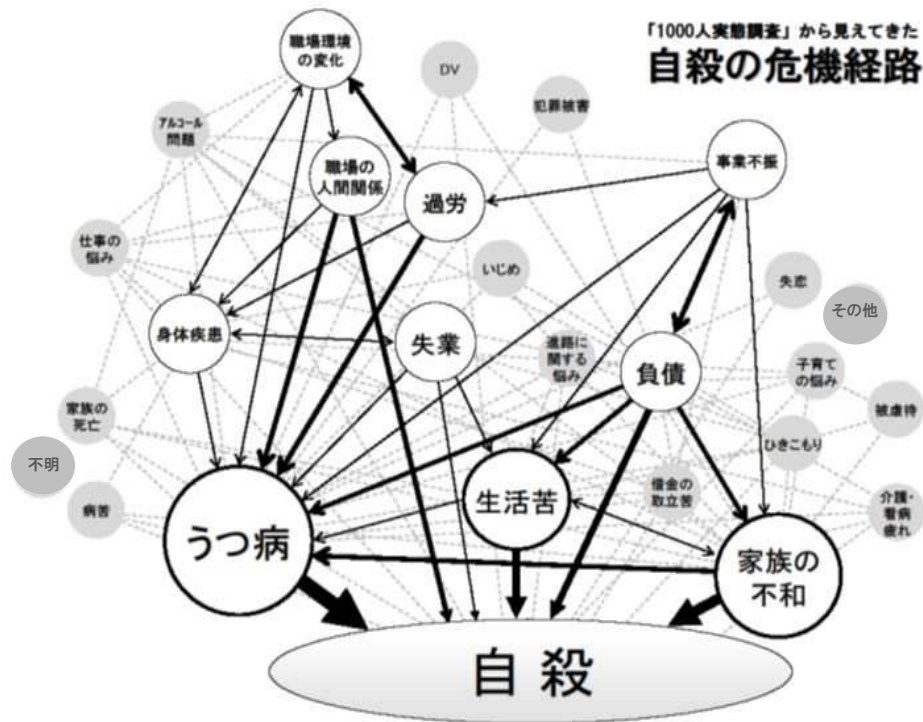 「1000人実態調査」から見えてきた
自殺の危機経路
職場環境
の変化
DV
犯罪被害
アルコール
問題
職場の
人間関係
過労
事業不振
仕事の
悩み
いじめ
失恋
その他
身体疾患
失業
進路に
関する
悩み
負債
子育て
の悩み
家族の
死亡
被虐待
ひきこもり
不明
病苦
うつ病
生活苦
借金の
取立苦
介護・
看病
疲れ
家族の
不和
自殺